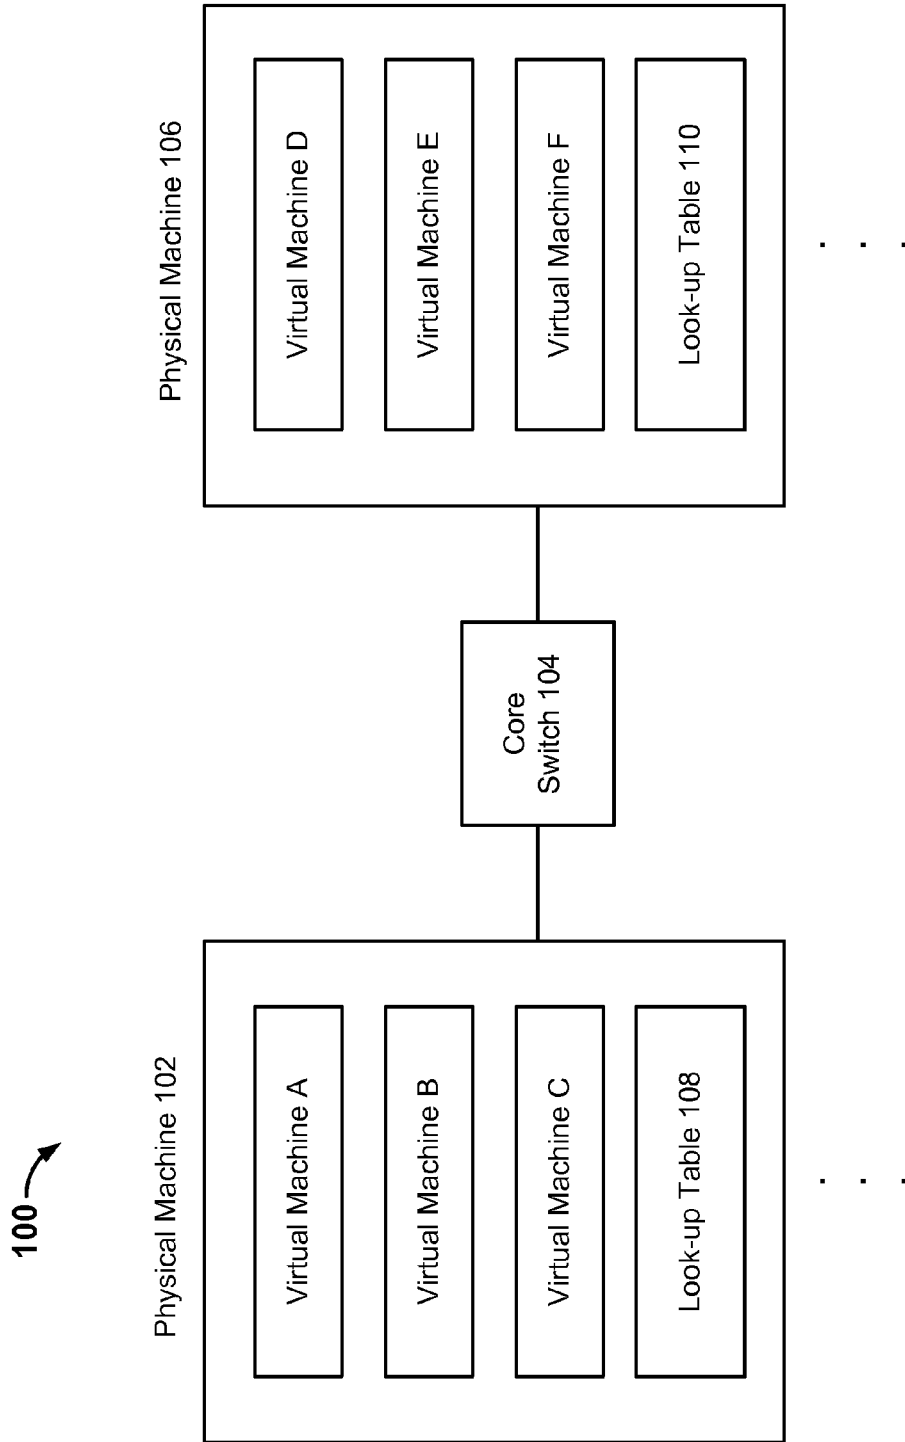 100
Physical Machine 102
Virtual Machine A
Virtual Machine B
Virtual Machine C
Look-up Table 108
Core
Switch 104
Physical Machine 106
Virtual Machine D
Virtual Machine E
Virtual Machine F
Look-up Table 110